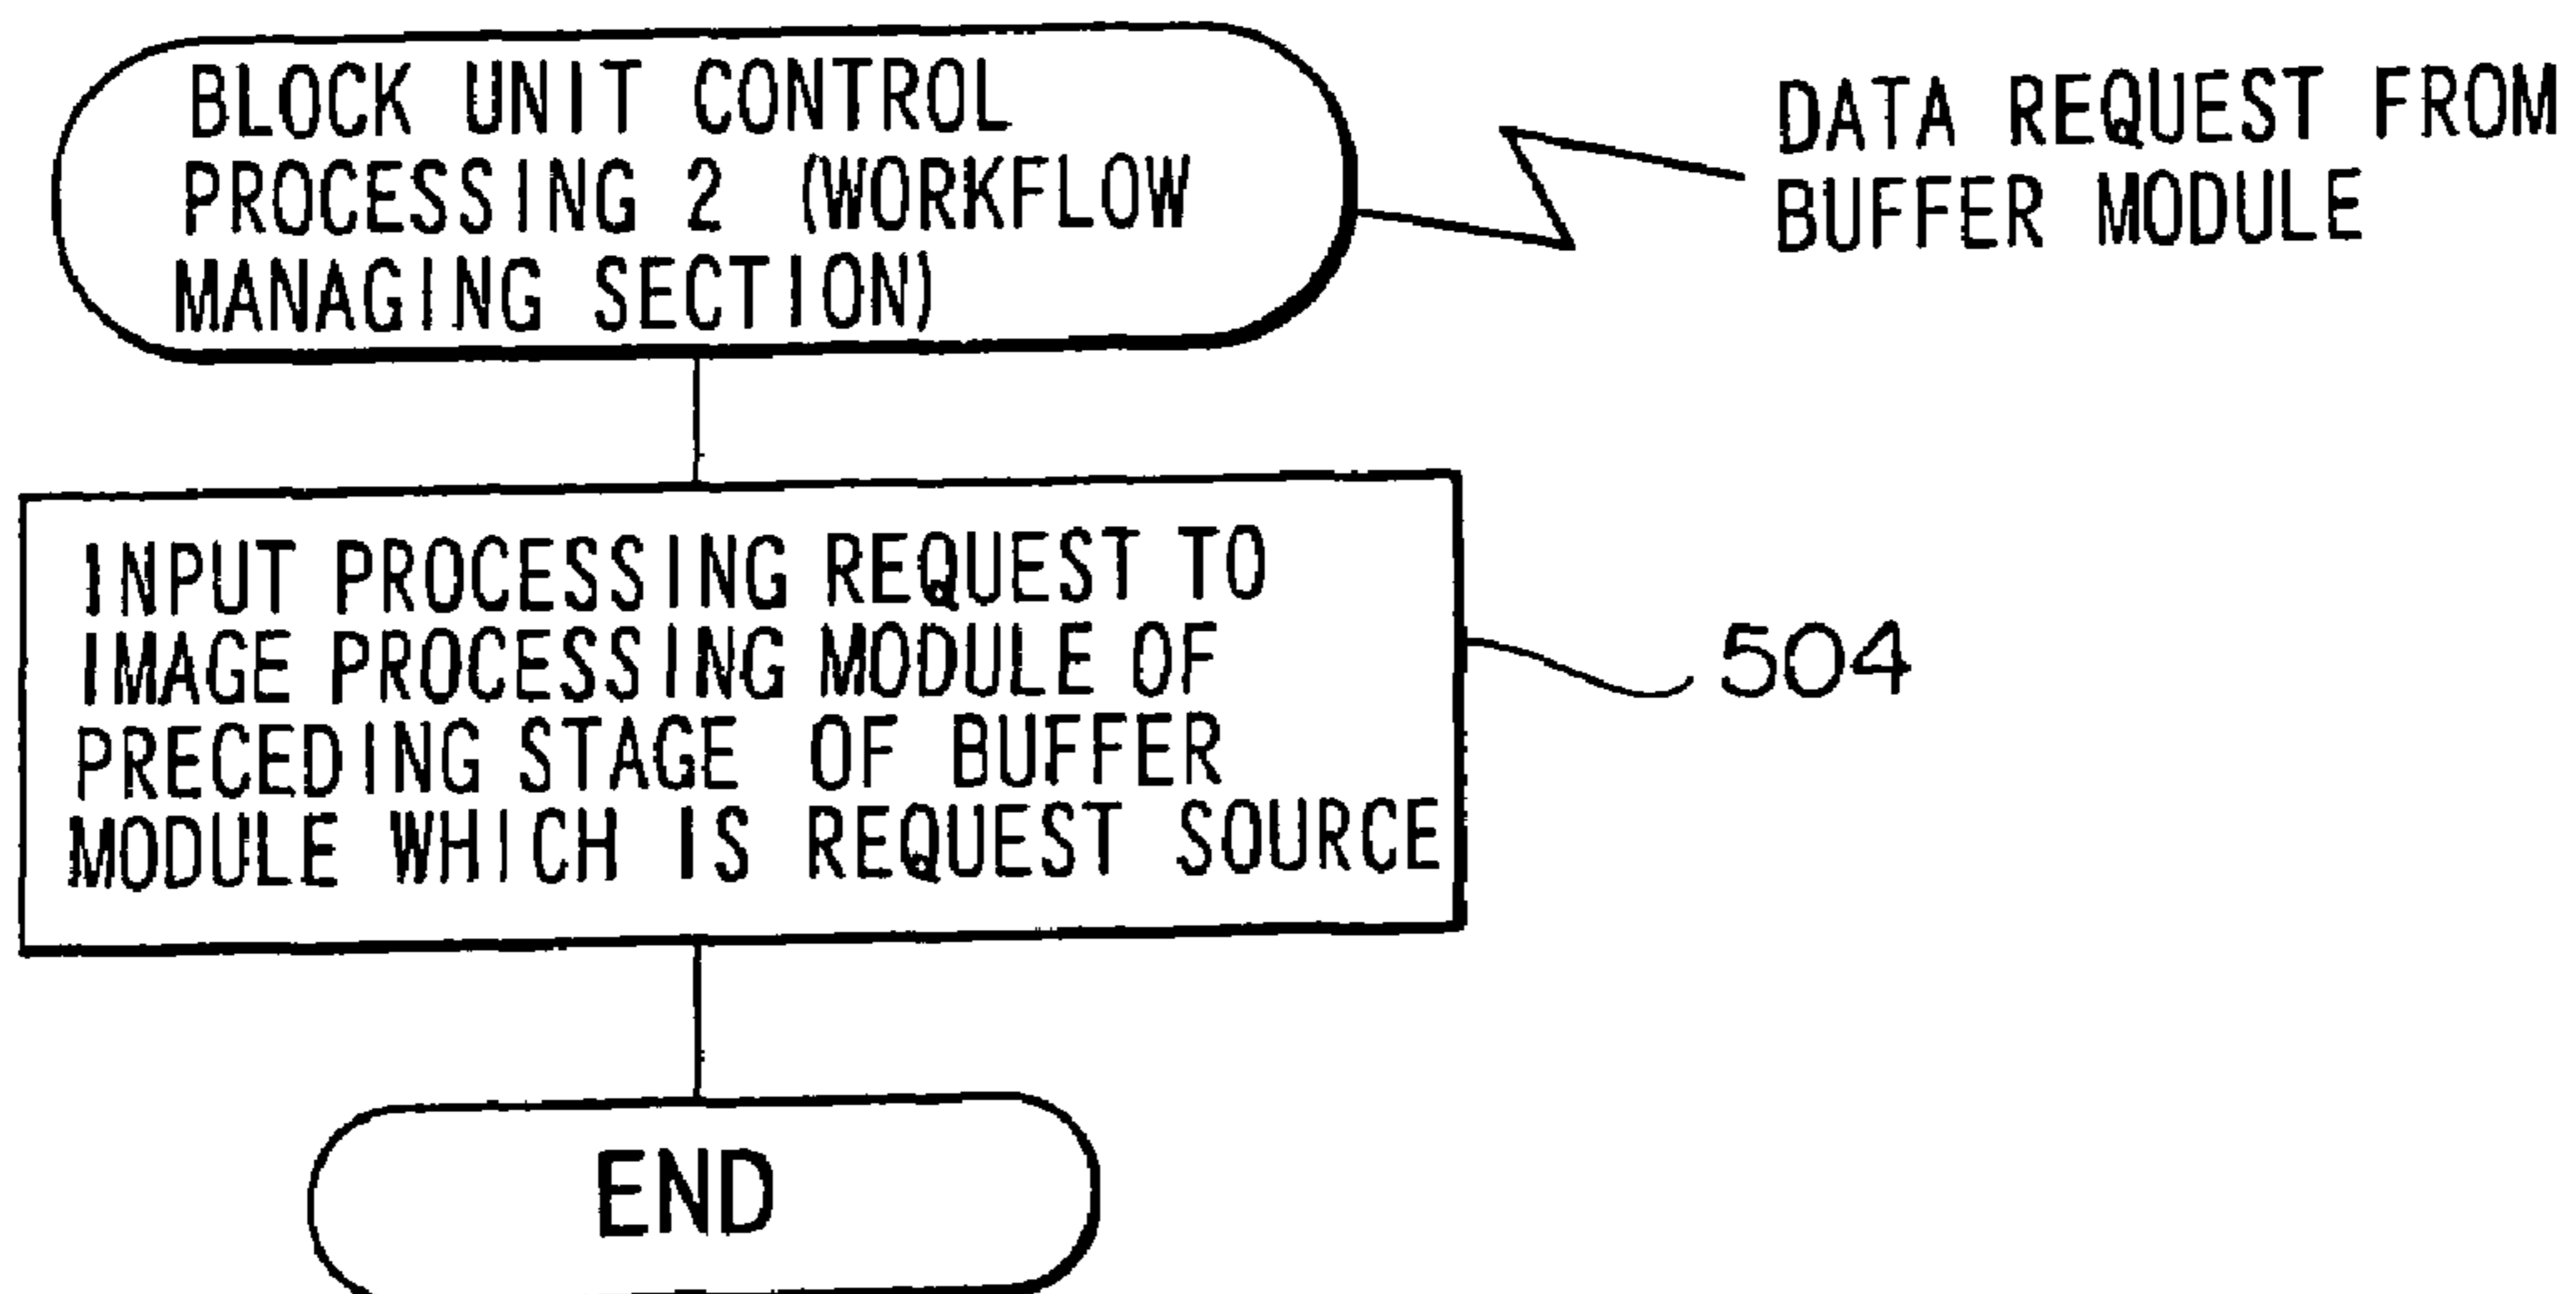 BLOCK UNIT CONTROL
PROCESSING 2 (WORKFLOW
MANAGING SECTION)
DATA REQUEST FROM
BUFFER MODULE
INPUT PROCESSING REQUEST TO
IMAGE PROCESSING MODULE OF
PRECEDING STAGE OF BUFFER
MODULE WHICH IS REQUEST SOURCE
504
END